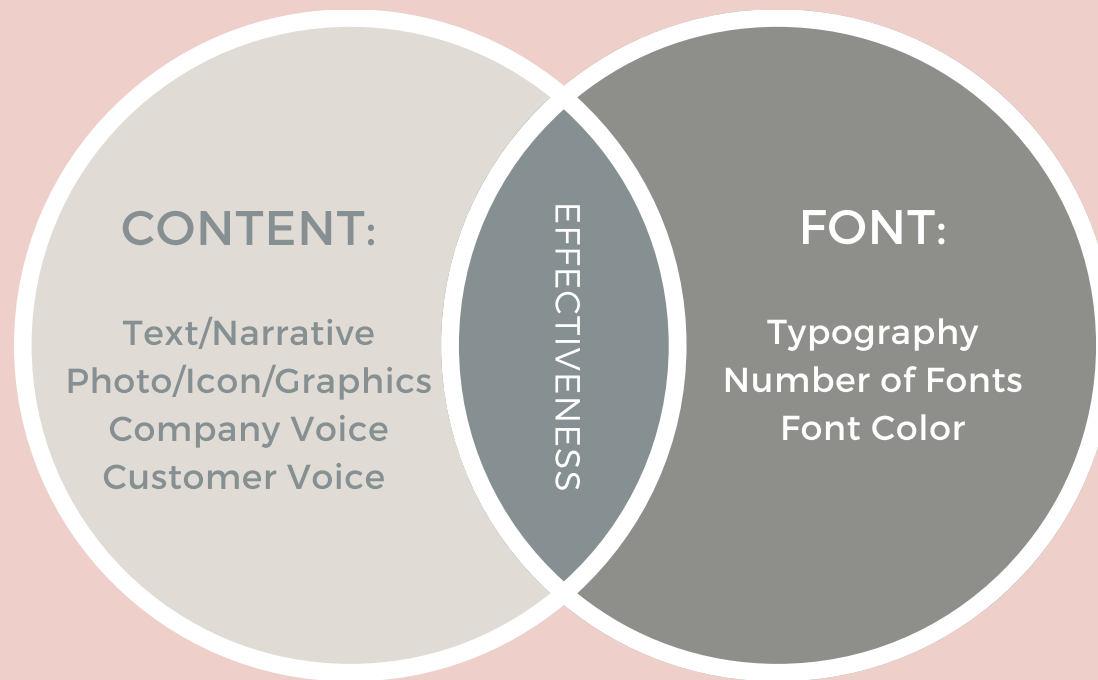 CONTENT:
Text/Narrative
Photo/Icon/Graphics
Company Voice
Customer Voice
EFFECTIVENESS
FONT:
Typography
Number of Fonts
Font Color